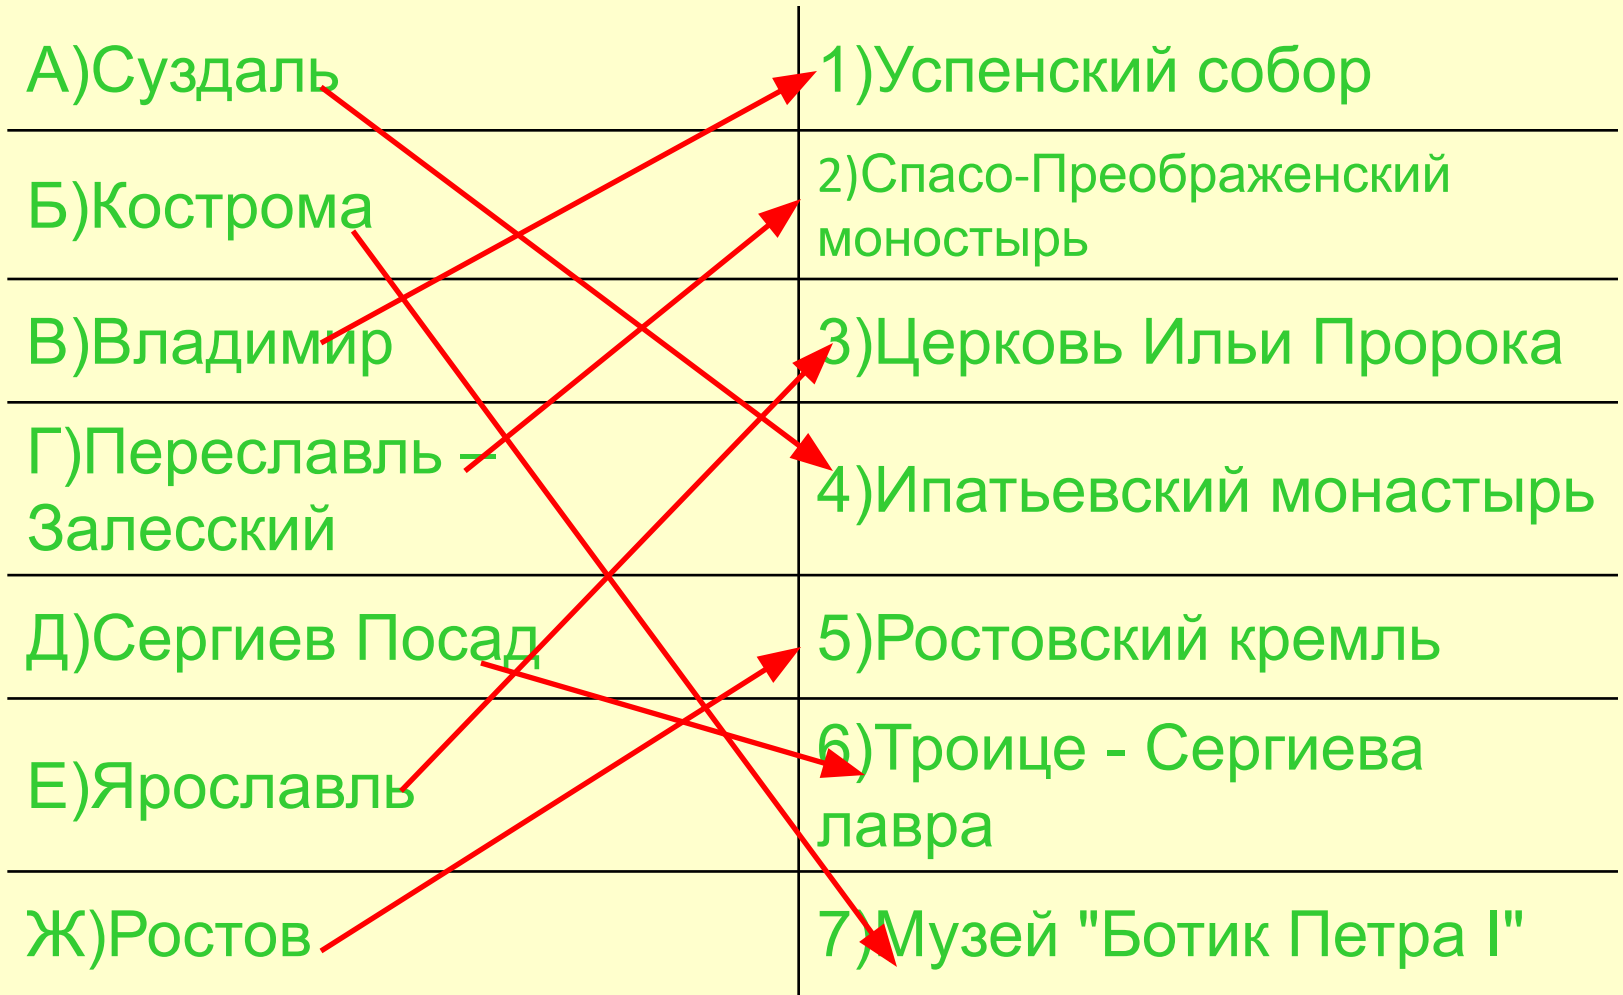 А)Суздаль
1)Успенский собор
Б)Кострома
2)Спасо-Преображенский
моностырь
В)Владимир
3)Церковь Ильи Пророка
Г)Переславль –
Залесский
4)Ипатьевский монастырь
Д)Сергиев Посад
5)Ростовский кремль
Е)Ярославль
6)Троице - Сергиева
лавра
Ж)Ростов
7)Музей "Ботик Петра I"